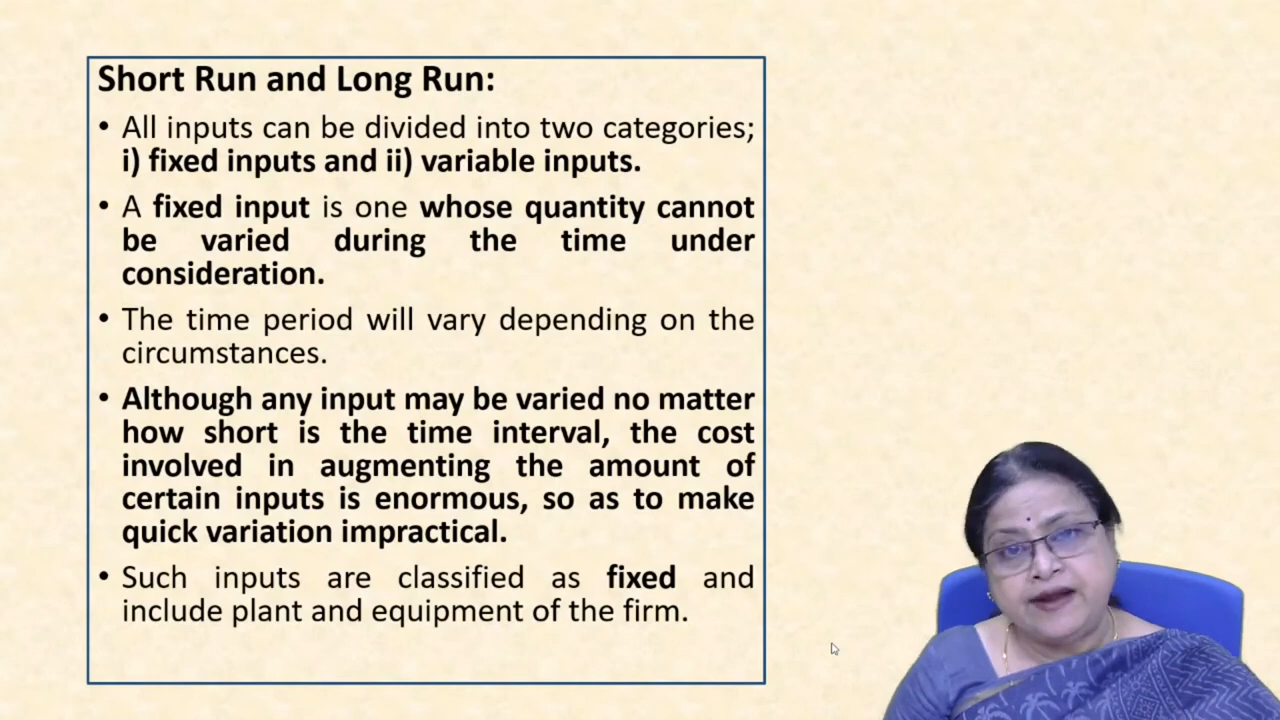 Short Run and Long Run:
• All inputs can be divided into two categories;
i) fixed inputs and ii) variable inputs.
• A fixed input is one whose quantity cannot
be varied during the time under
consideration.
• The time period will vary depending on the
circumstances.
• Although any input may be varied no matter
how short is the time interval, the cost
involved in augmenting the amount of
certain inputs is enormous, so as to make
quick variation impractical.
• Such inputs are classified as fixed and
include plant and equipment of the firm.